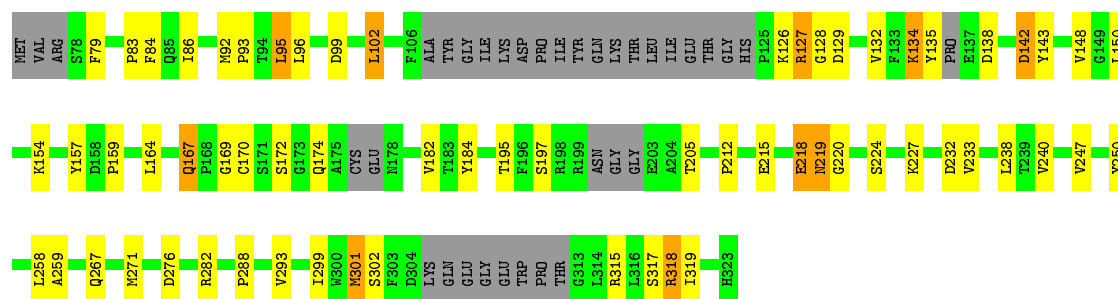 MET VAL ARG S78 F79 P83 F84 Q85 I86 M92 P93 T94 L95 L96 D99 L102 F106 ALA TYR GLY ILE LYS ASP PRO ILE TYR GLN LYS THR LEU ILE GLU THR GLY HIS P125 K126 R127 G128 D129 V132 F133 K134 Y135 PRO E137 D138 D142 Y143 V148 G149 L150
K154 Y157 D158 P159 L164 Q167 P168 G169 C170 S171 S172 G173 Q174 A175 CYS GLU N178 V182 T183 Y184 T195 F196 S197 R198 R199 ASN GLY GLY E203 A204 T205 P212 E215 E218 N219 G220 S224 K227 D232 V233 L238 T239 V240 V247 Y250
L258 A259 Q267 M271 D276 R282 P288 V293 I299 W300 M301 S302 F303 D304 LYS GLN GLU GLY GLU TRP PRO THR G313 L314 R315 L316 S317 R318 I319 H323